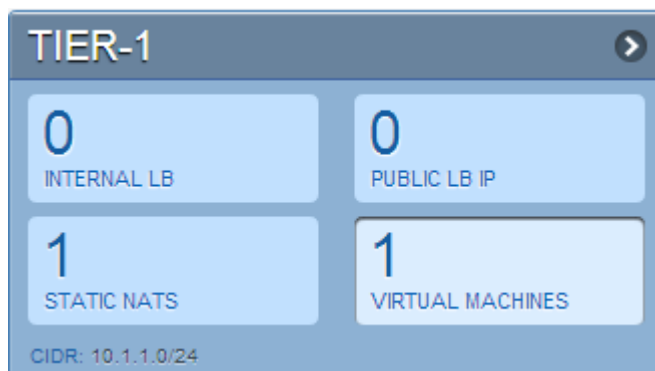 TIER-1
0
INTERNAL LB
0
PUBLIC LB IP
1
STATIC NATS
1
VIRTUAL MACHINES
CIDR: 10.1.1.0/24